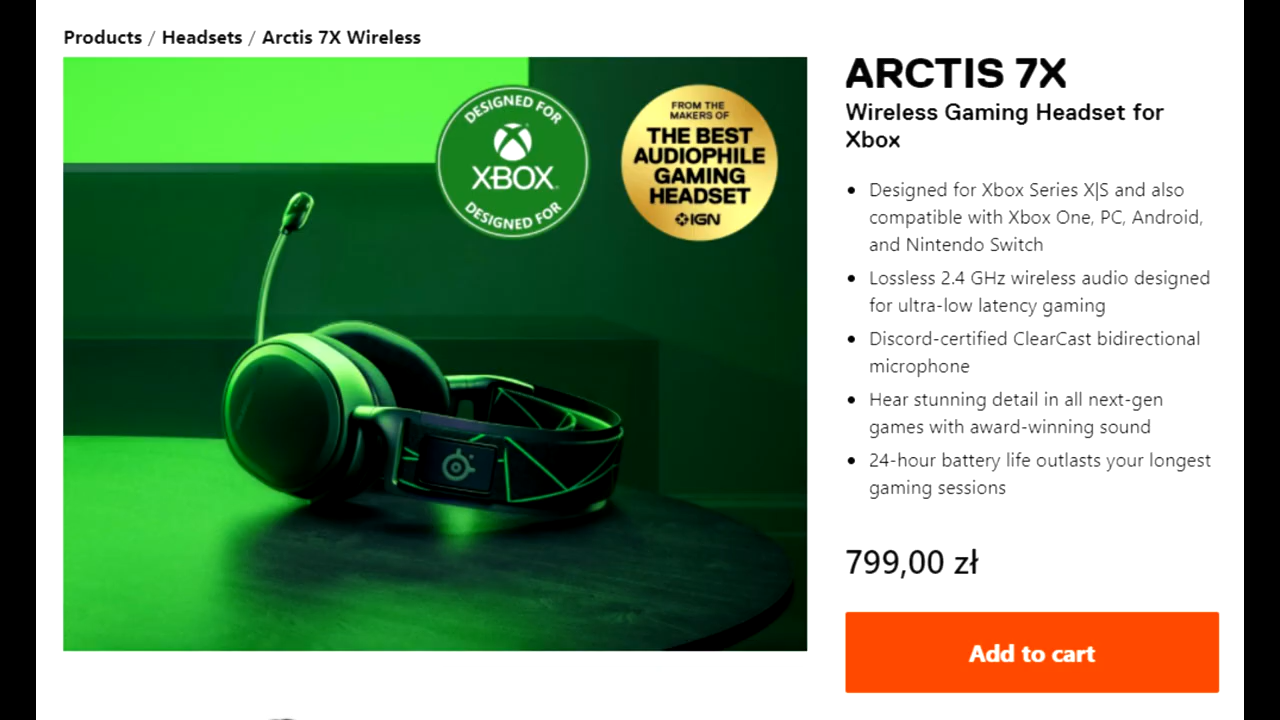 Products / Headsets / Arctis 7X Wireless
DESIGNED FOR
XBOX
DESIGNED FOR
FROM THE
MAKERS OF
THE BEST
AUDIOPHILE
GAMING
HEADSET
IGN
ARCTIS 7X
Wireless Gaming Headset for
Xbox
• Designed for Xbox Series X|S and also
compatible with Xbox One, PC, Android,
and Nintendo Switch
• Lossless 2.4 GHz wireless audio designed
for ultra-low latency gaming
• Discord-certified ClearCast bidirectional
microphone
• Hear stunning detail in all next-gen
games with award-winning sound
• 24-hour battery life outlasts your longest
gaming sessions
799,00 zł
Add to cart